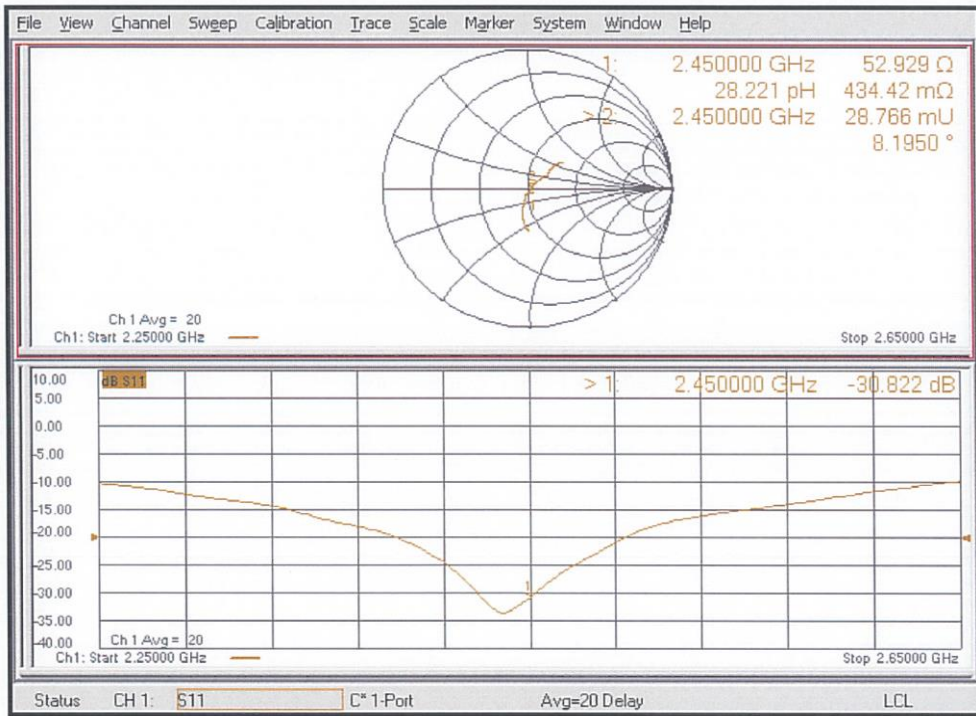 File View Channel Sweep Calibration Trace Scale Marker System Window Help
1: 2.450000 GHz 52.929 Ω
28.221 pH 434.42 mΩ
> 2: 2.450000 GHz 28.766 mU
8.1950 °
Ch 1 Avg = 20
Ch1: Start 2.25000 GHz Stop 2.65000 GHz
10.00 dB S11 > 1: 2.450000 GHz -30.822 dB
5.00
0.00
-5.00
-10.00
-15.00
-20.00
-25.00
-30.00 1
-35.00
-40.00 Ch 1 Avg = 20
Ch1: Start 2.25000 GHz Stop 2.65000 GHz
Status CH 1: S11 C* 1-Port Avg=20 Delay LCL